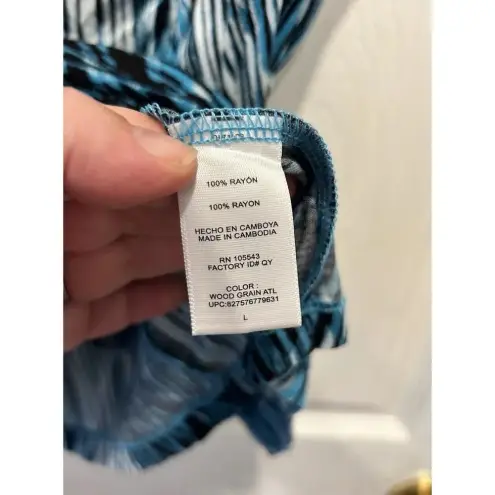 100% RAYÓN
100% RAYON
HECHO EN CAMBOYA
MADE IN CAMBODIA
RN 105543
FACTORY ID# QY
COLOR :
WOOD GRAIN ATL
UPC:827576779631
L